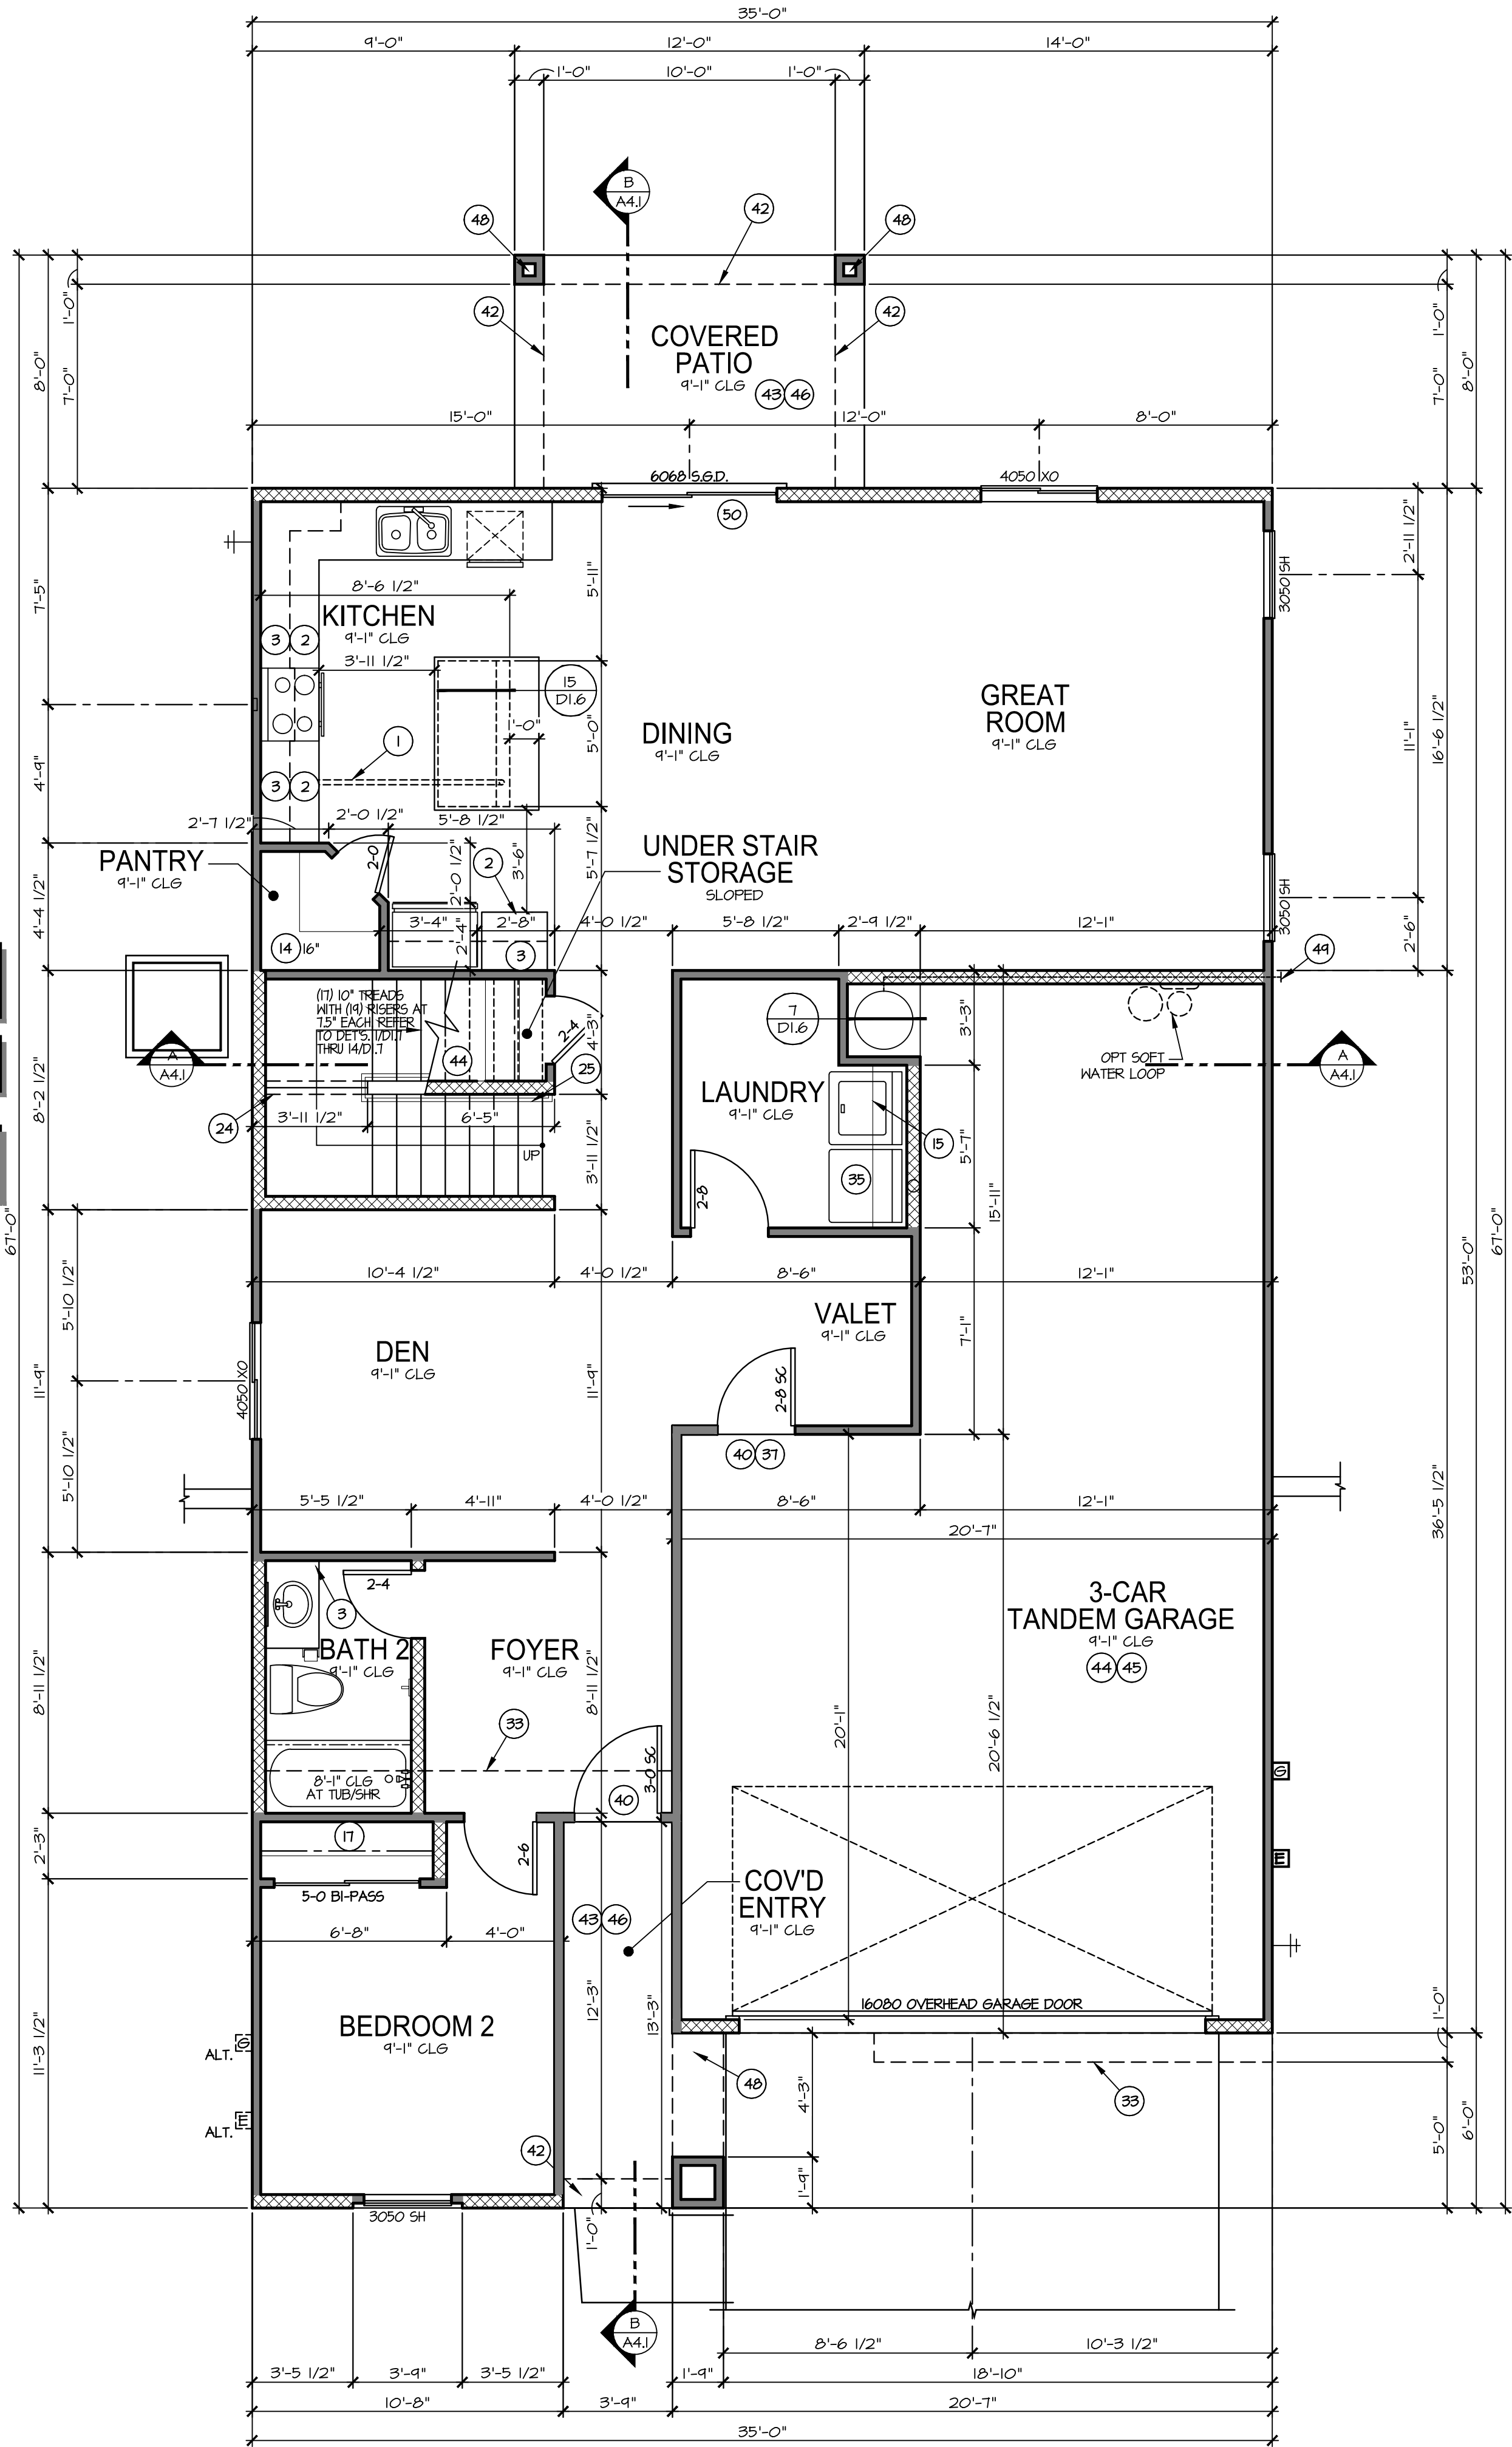 35'-0"
9'-0"
12'-0"
14'-0"
1'-0"
10'-0"
1'-0"
B
A4.1
48
42
48
42
42
COVERED
PATIO
9'-1" CLG
43 46
1'-0"
8'-0"
7'-0"
1'-0"
7'-0"
8'-0"
15'-0"
12'-0"
8'-0"
6068 S.G.D.
4050 XO
50
2'-11 1/2"
3050 SH
7'-5"
8'-6 1/2"
5'-11"
KITCHEN
9'-1" CLG
3 2
3'-11 1/2"
15
D1.6
1'-0"
5'-0"
DINING
9'-1" CLG
GREAT
ROOM
9'-1" CLG
11'-1"
16'-6 1/2"
1
4'-9"
3 2
2'-7 1/2"
2'-0 1/2"
5'-8 1/2"
PANTRY
9'-1" CLG
2-0
2'-0 1/2"
2
3'-6"
5'-7 1/2"
UNDER STAIR
STORAGE
SLOPED
3050 SH
2'-6"
4'-4 1/2"
3'-4"
2'-8"
4'-0 1/2"
5'-8 1/2"
2'-9 1/2"
12'-1"
14 16"
2'-4"
3
49
(17) 10" TREADS
WITH (19) RISERS AT
7.5" EACH. REFER
TO DET'S. 1/D1.7
THRU 14/D1.7
44
2-4
4'-3"
25
7
D1.6
3'-3"
OPT SOFT
WATER LOOP
A
A4.1
A
A4.1
8'-2 1/2"
24
3'-11 1/2"
6'-5"
UP
3'-11 1/2"
LAUNDRY
9'-1" CLG
15
35
2-8
5'-7"
15'-11"
67'-0"
53'-0"
67'-0"
10'-4 1/2"
4'-0 1/2"
8'-6"
12'-1"
5'-10 1/2"
VALET
9'-1" CLG
7'-1"
DEN
9'-1" CLG
4050 XO
11'-9"
11'-9"
2-8 SC
40 37
5'-10 1/2"
5'-5 1/2"
4'-11"
4'-0 1/2"
8'-6"
12'-1"
20'-7"
36'-5 1/2"
2-4
3
3-CAR
TANDEM GARAGE
9'-1" CLG
44 45
BATH 2
9'-1" CLG
FOYER
9'-1" CLG
8'-11 1/2"
8'-11 1/2"
33
20'-1"
20'-6 1/2"
8'-1" CLG
AT TUB/SHR
40
3-0 SC
G
E
2'-3"
17
2-6
5-0 BI-PASS
COV'D
ENTRY
9'-1" CLG
43 46
6'-8"
4'-0"
12'-3"
13'-3"
16080 OVERHEAD GARAGE DOOR
1'-0"
11'-3 1/2"
BEDROOM 2
9'-1" CLG
G
ALT.
E
ALT.
48
4'-3"
33
5'-0"
6'-0"
42
1'-9"
1'-0"
3050 SH
B
A4.1
8'-6 1/2"
10'-3 1/2"
3'-5 1/2"
3'-9"
3'-5 1/2"
1'-9"
18'-10"
10'-8"
3'-9"
20'-7"
35'-0"